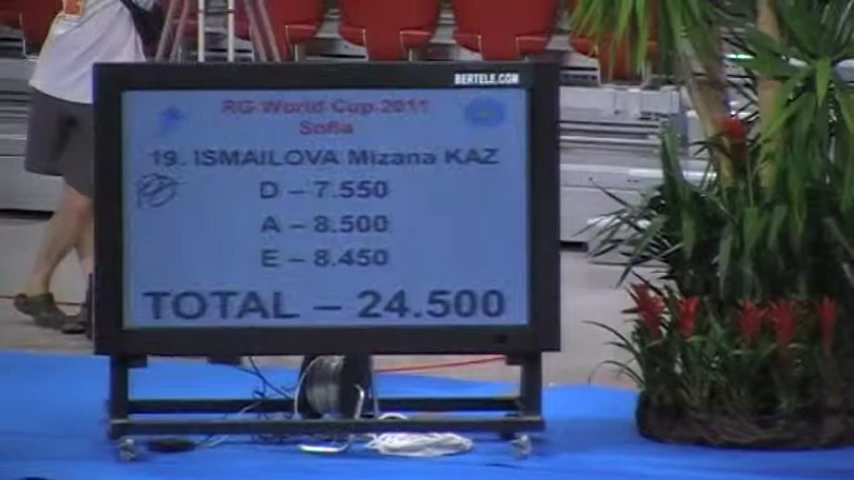 BERTELE.COM
RG World Cup 2011
Sofia
19. ISMAILOVA Mizana KAZ
D – 7.550
A – 8.500
E – 8.450
TOTAL – 24.500